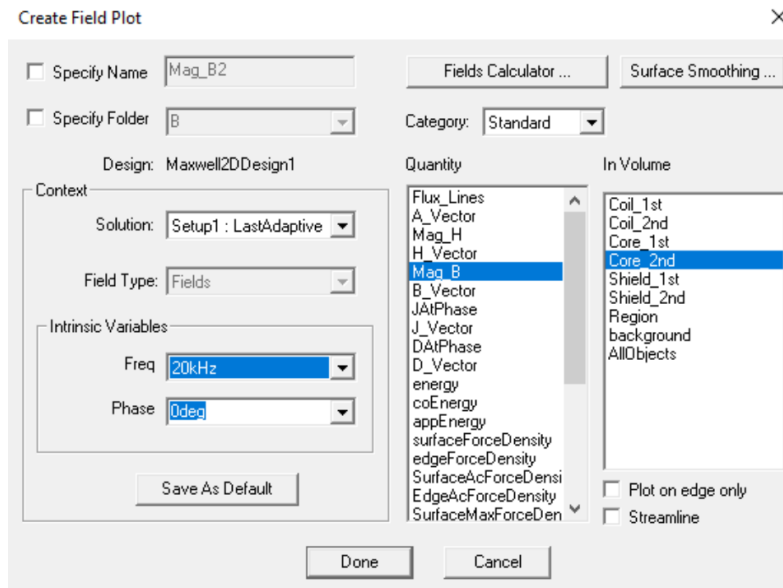 Create Field Plot
Specify Name Mag_B2
Fields Calculator ... Surface Smoothing ...
Specify Folder B
Category: Standard
Design: Maxwell2DDesign1
Context
Solution: Setup1 : LastAdaptive
Field Type: Fields
Intrinsic Variables
Freq 20kHz
Phase 0deg
Save As Default
Quantity
Flux_Lines
A_Vector
Mag_H
H_Vector
Mag_B
B_Vector
JAtPhase
J_Vector
DAtPhase
D_Vector
energy
coEnergy
appEnergy
surfaceForceDensity
edgeForceDensity
SurfaceAcForceDensi
EdgeAcForceDensity
SurfaceMaxForceDen
In Volume
Coil_1st
Coil_2nd
Core_1st
Core_2nd
Shield_1st
Shield_2nd
Region
background
AllObjects
Plot on edge only
Streamline
Done Cancel